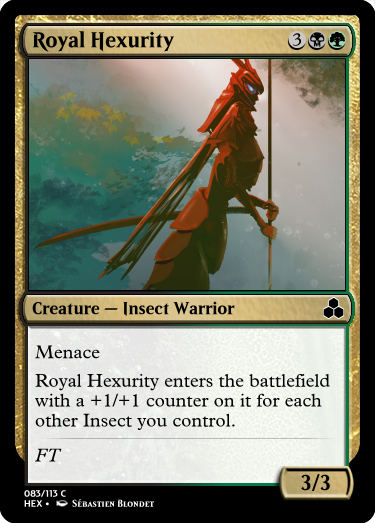 Royal Hexurity 3
Creature — Insect Warrior
Menace
Royal Hexurity enters the battlefield
with a +1/+1 counter on it for each
other Insect you control.
FT
3/3
083/113 C
HEX • Sébastien Blondet